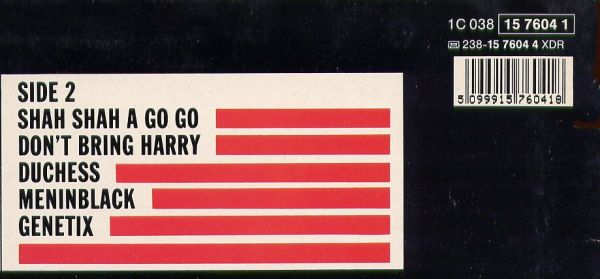 1C 038 15 7604 1
238-15 7604 4 XDR
5 099915 760418
SIDE 2
SHAH SHAH A GO GO
DON'T BRING HARRY
DUCHESS
MENINBLACK
GENETIX